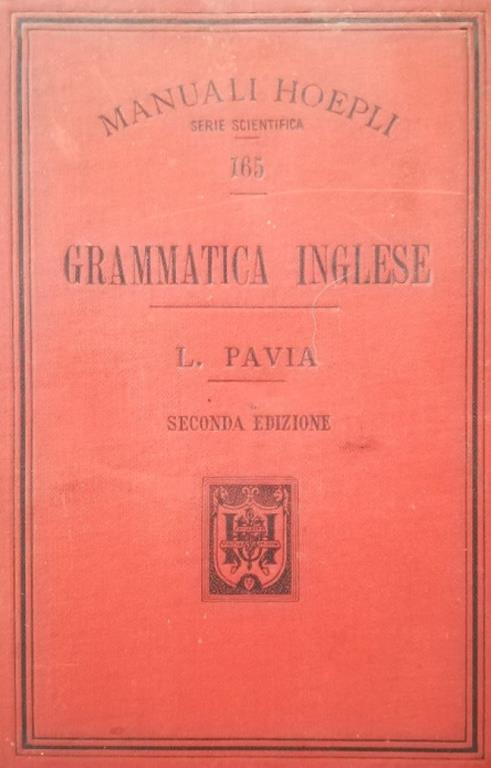 MANUALI HOEPLI
SERIE SCIENTIFICA
165
GRAMMATICA INGLESE
L. PAVIA
SECONDA EDIZIONE